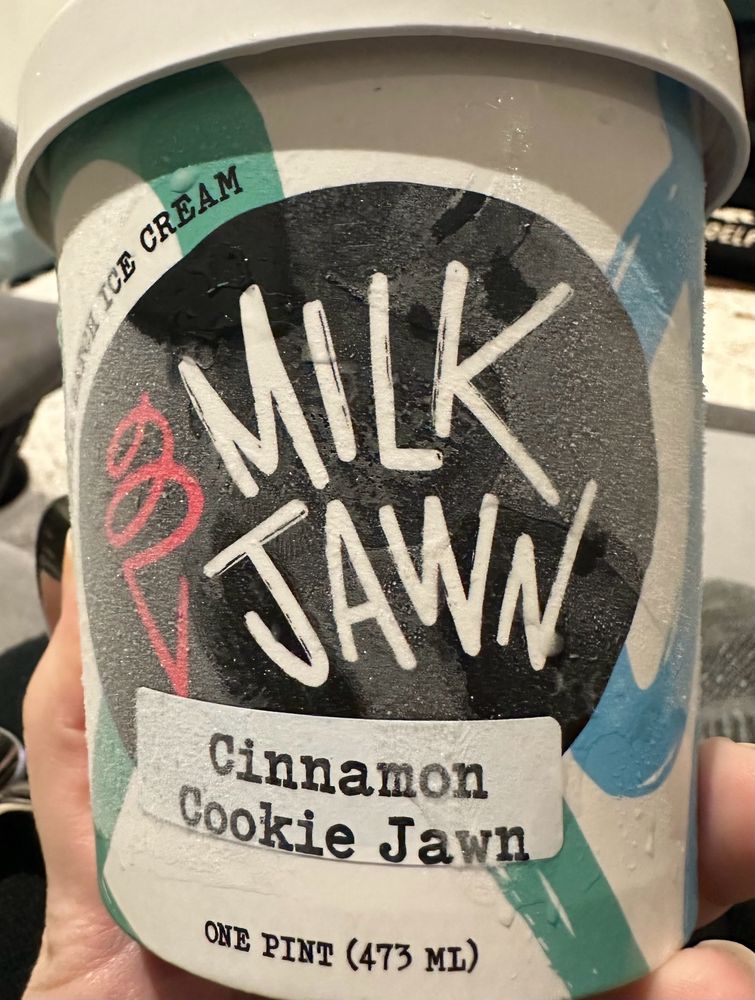 ICE CREAM
MILK
JAWN
Cinnamon
Cookie Jawn
ONE PINT (473 ML)